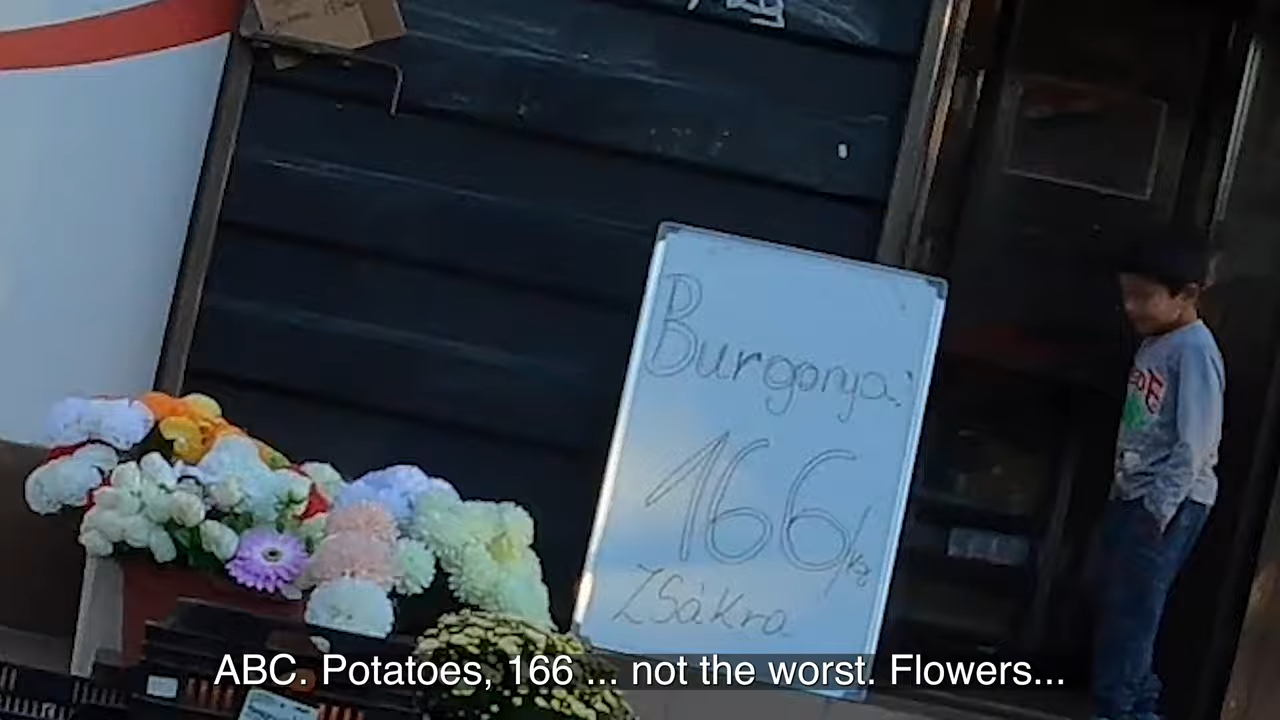 Burgonya:
166/kg
Zsákra
ABC. Potatoes, 166 ... not the worst. Flowers...